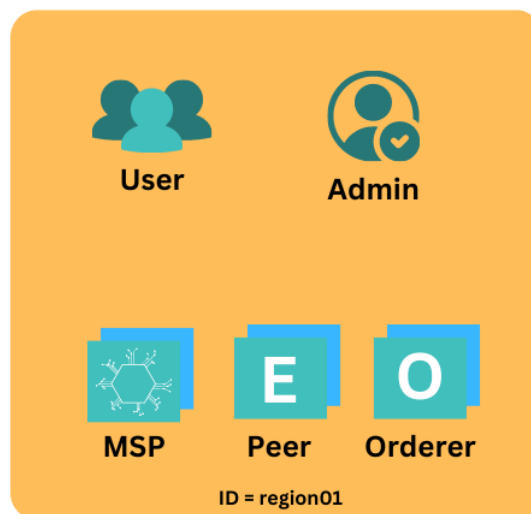 User
Admin
E
O
MSP
Peer
Orderer
ID = region01